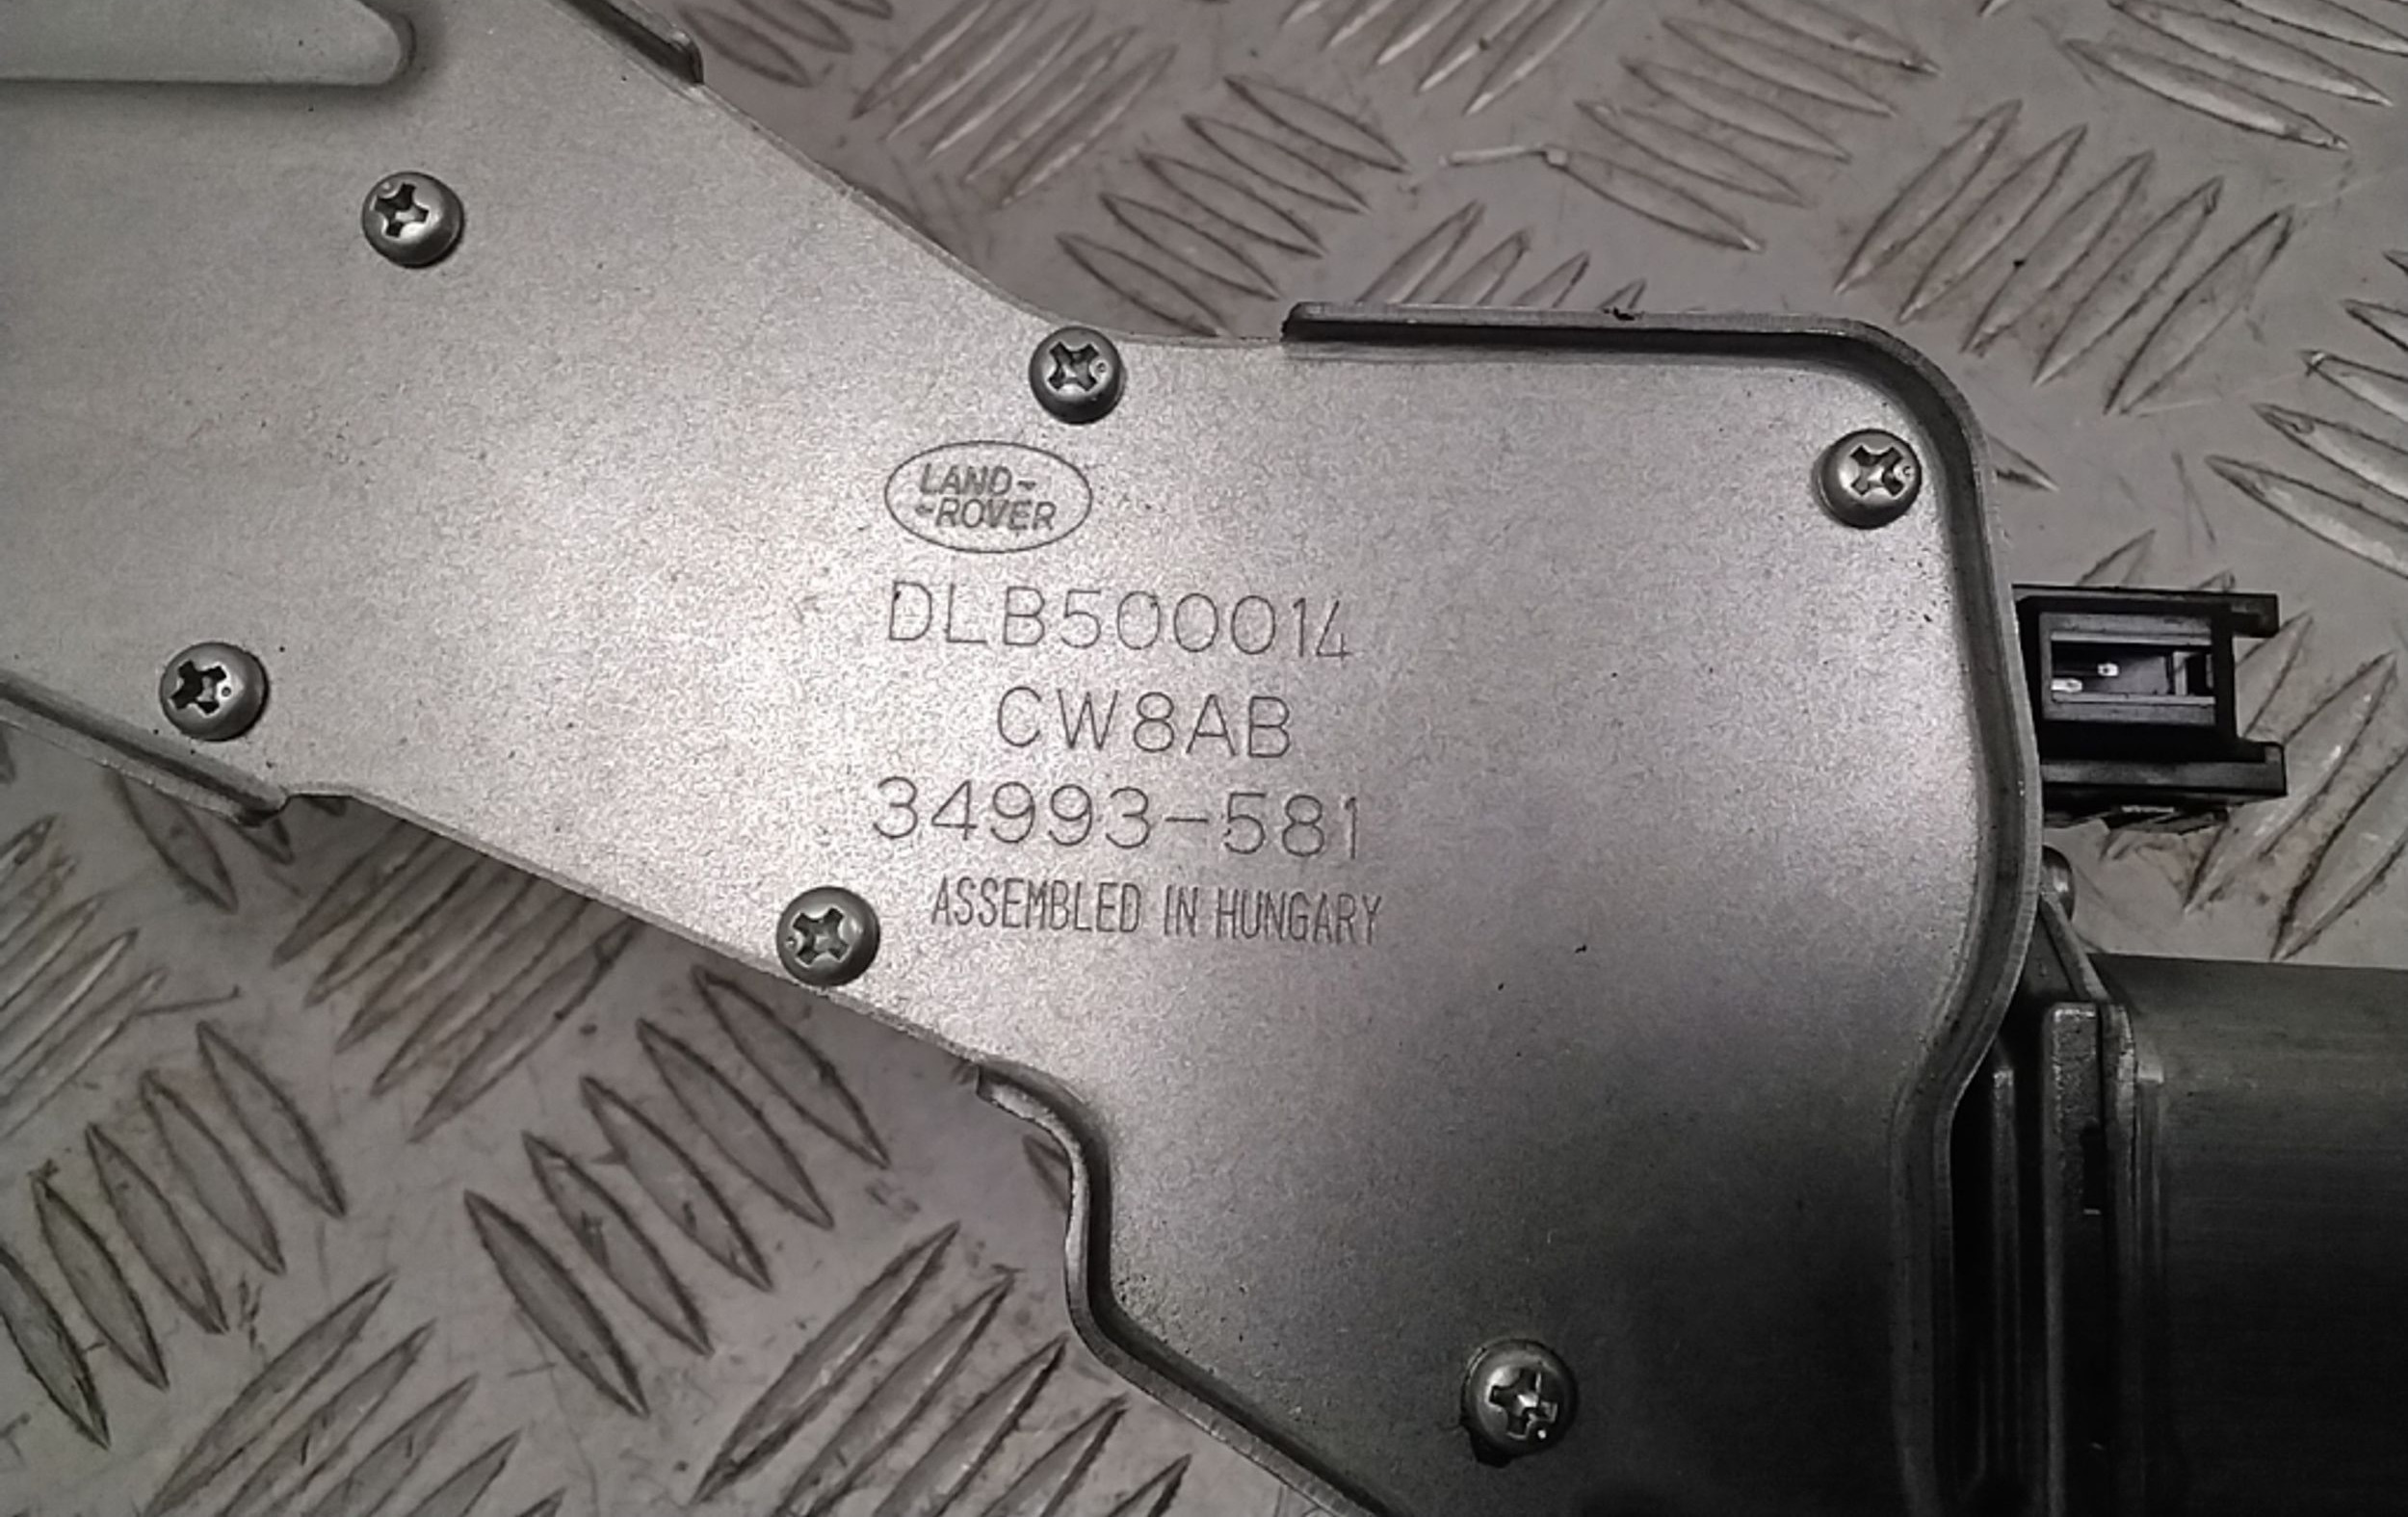 LAND-
-ROVER
DLB500014
CW8AB
34993-581
ASSEMBLED IN HUNGARY